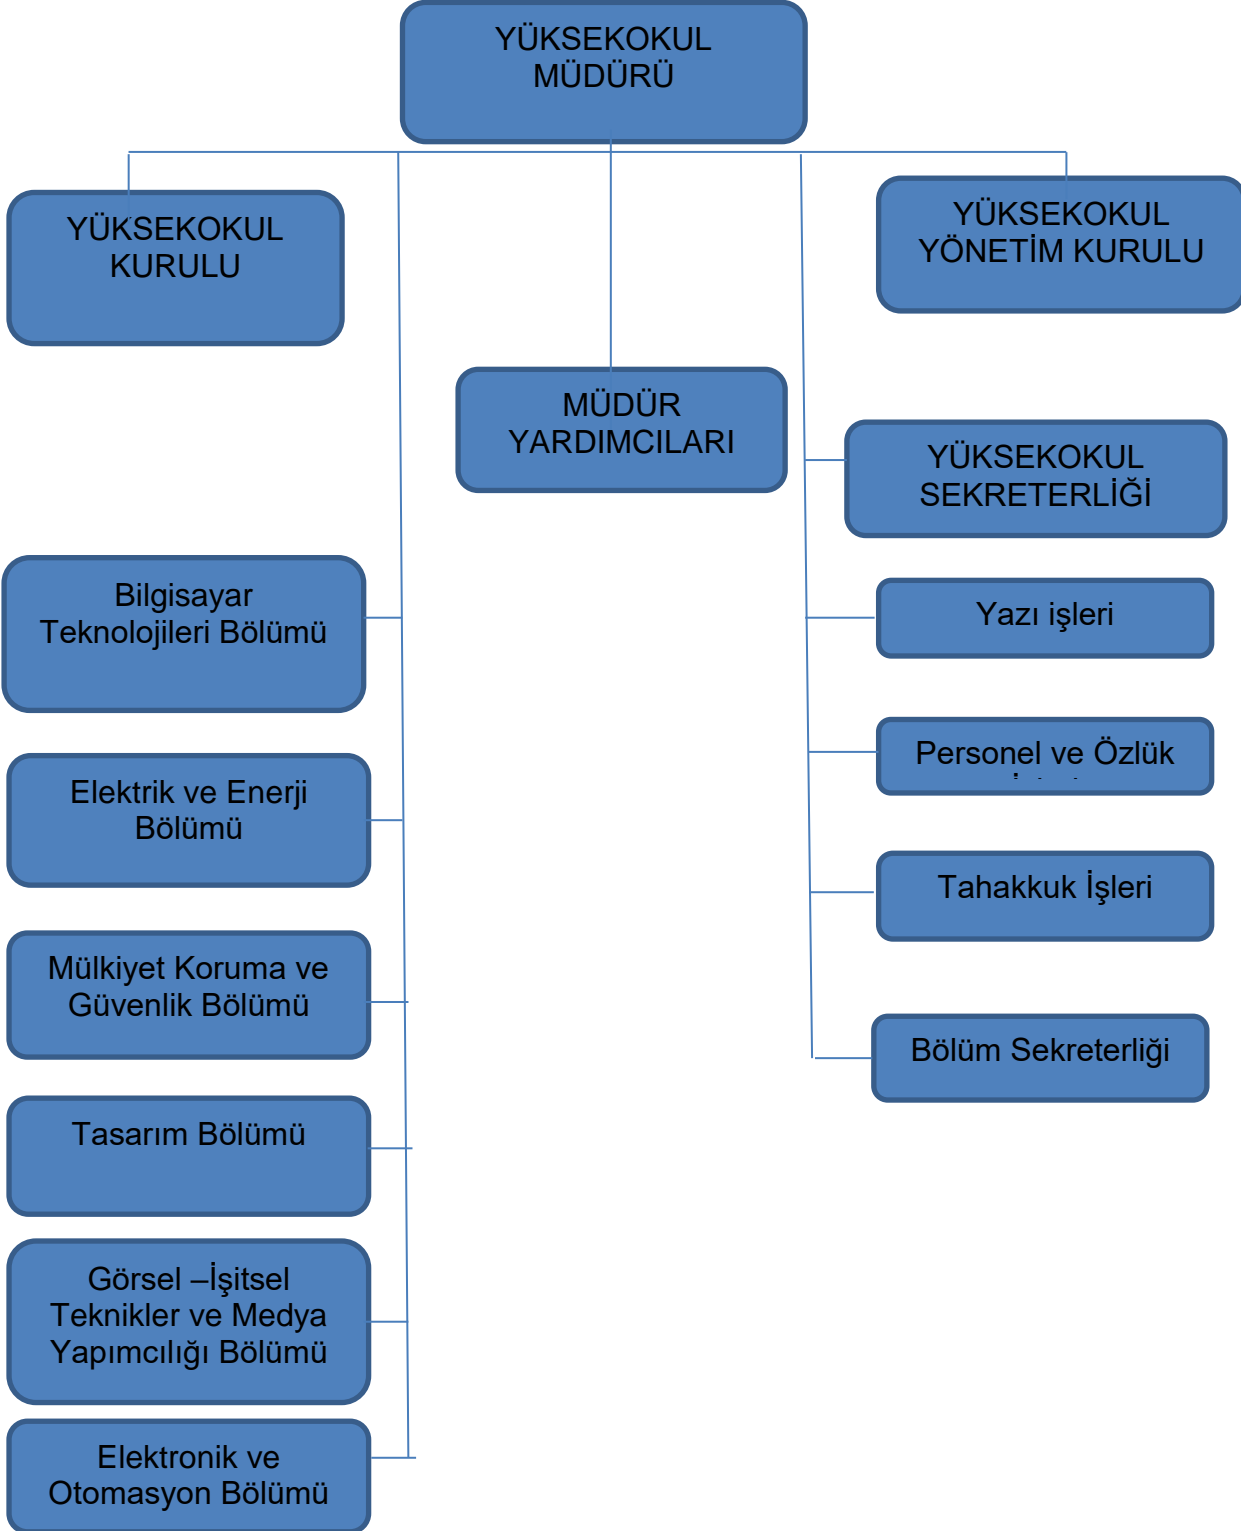 YÜKSEKOKUL
MÜDÜRÜ
YÜKSEKOKUL
KURULU
YÜKSEKOKUL
YÖNETİM KURULU
MÜDÜR
YARDIMCILARI
YÜKSEKOKUL
SEKRETERLİĞİ
Bilgisayar
Teknolojileri Bölümü
Yazı işleri
Personel ve Özlük
Elektrik ve Enerji
Bölümü
Tahakkuk İşleri
Mülkiyet Koruma ve
Güvenlik Bölümü
Bölüm Sekreterliği
Tasarım Bölümü
Görsel –İşitsel
Teknikler ve Medya
Yapımcılığı Bölümü
Elektronik ve
Otomasyon Bölümü